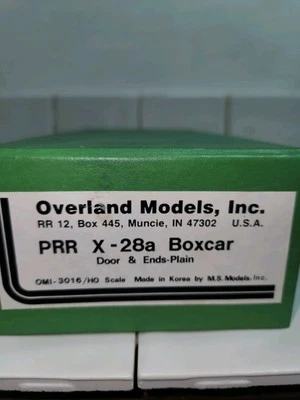 Overland Models, Inc.
RR 12, Box 445, Muncie, IN 47302 U.S.A.
PRR X-28a Boxcar
Door & Ends-Plain
OMI-3016/HO Scale Made in Korea by M.S. Models, Inc.